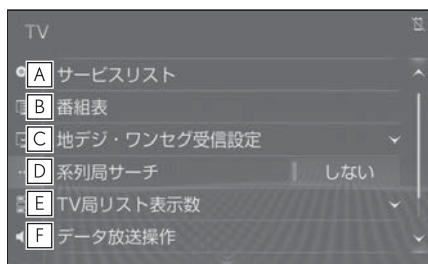 TV
A サービスリスト
B 番組表
C 地デジ・ワンセグ受信設定
D 系列局サーチ しない
E TV局リスト表示数
F データ放送操作